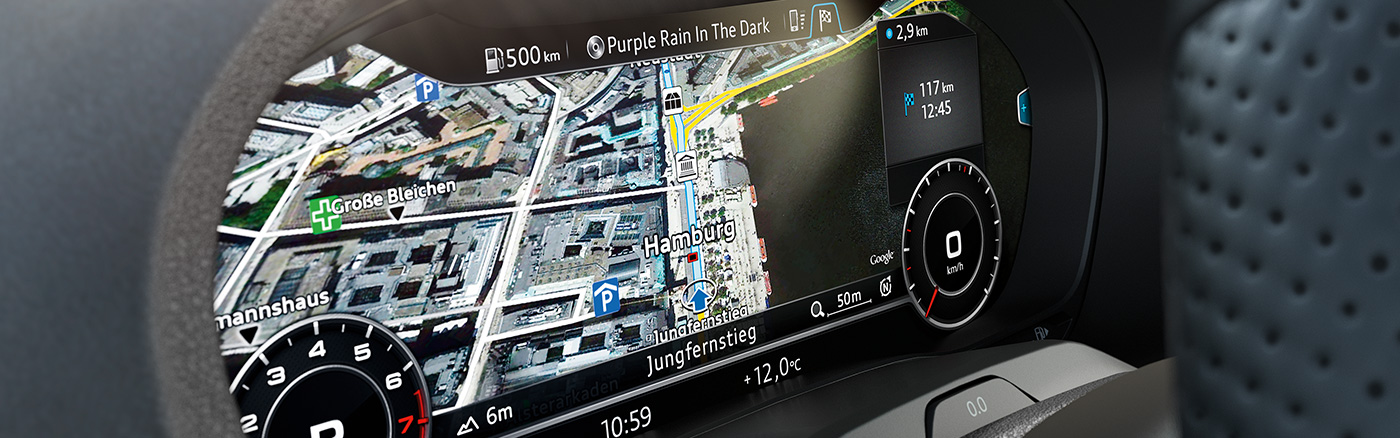 500 km
Purple Rain In The Dark
2,9 km
117 km
12:45
P
Neustadt
Große Bleichen
Hamburg
mannshaus
P
Google
50m
N
0
km/h
Jungfernstieg
Jungfernstieg
2 3 4 5 6 7
6m
10:59
+12,0°C
0.0